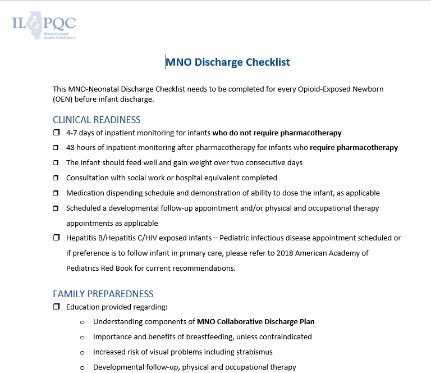 ILPQC
Illinois Perinatal
Quality Collaborative
MNO Discharge Checklist
This MNO-Neonatal Discharge Checklist needs to be completed for every Opioid-Exposed Newborn
(OEN) before infant discharge.
CLINICAL READINESS
4-7 days of inpatient monitoring for infants who do not require pharmacotherapy
48 hours of inpatient monitoring after pharmacotherapy for infants who require pharmacotherapy
The infant should feed well and gain weight over two consecutive days
Consultation with social work or hospital equivalent completed
Medication dispensing schedule and demonstration of ability to dose the infant, as applicable
Scheduled a developmental follow-up appointment and/or physical and occupational therapy
appointments as applicable
Hepatitis B/Hepatitis C/HIV exposed infants – Pediatric infectious disease appointment scheduled or
if preference is to follow infant in primary care, please refer to 2018 American Academy of
Pediatrics Red Book for current recommendations.
FAMILY PREPAREDNESS
Education provided regarding:
Understanding components of MNO Collaborative Discharge Plan
Importance and benefits of breastfeeding, unless contraindicated
Increased risk of visual problems including strabismus
Developmental follow-up, physical and occupational therapy